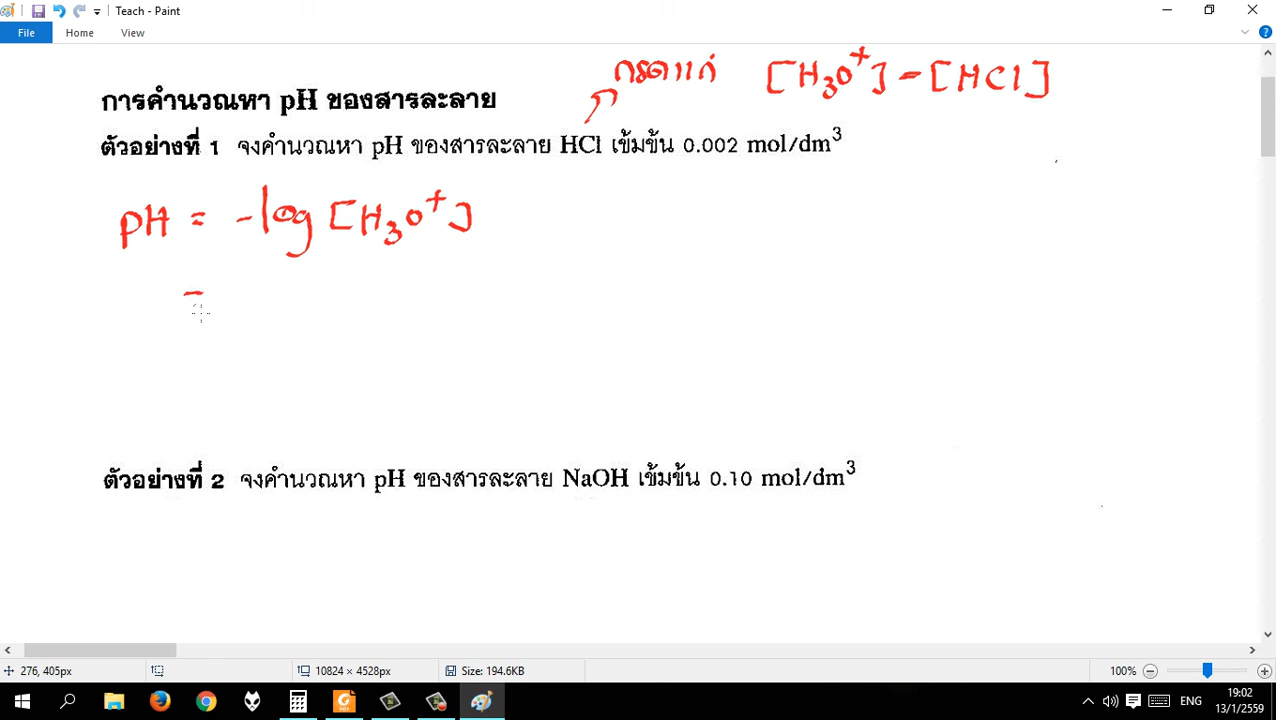 Teach - Paint
File Home View
กรดแก่ [H3O+] = [HCl]
การคำนวณหา pH ของสารละลาย
ตัวอย่างที่ 1 จงคำนวณหา pH ของสารละลาย HCl เข้มข้น 0.002 mol/dm³
pH = -log [H3O+]
ตัวอย่างที่ 2 จงคำนวณหา pH ของสารละลาย NaOH เข้มข้น 0.10 mol/dm³
276, 405px 10824 × 4528px Size: 194.6KB 100%
ENG 19:02
13/1/2559